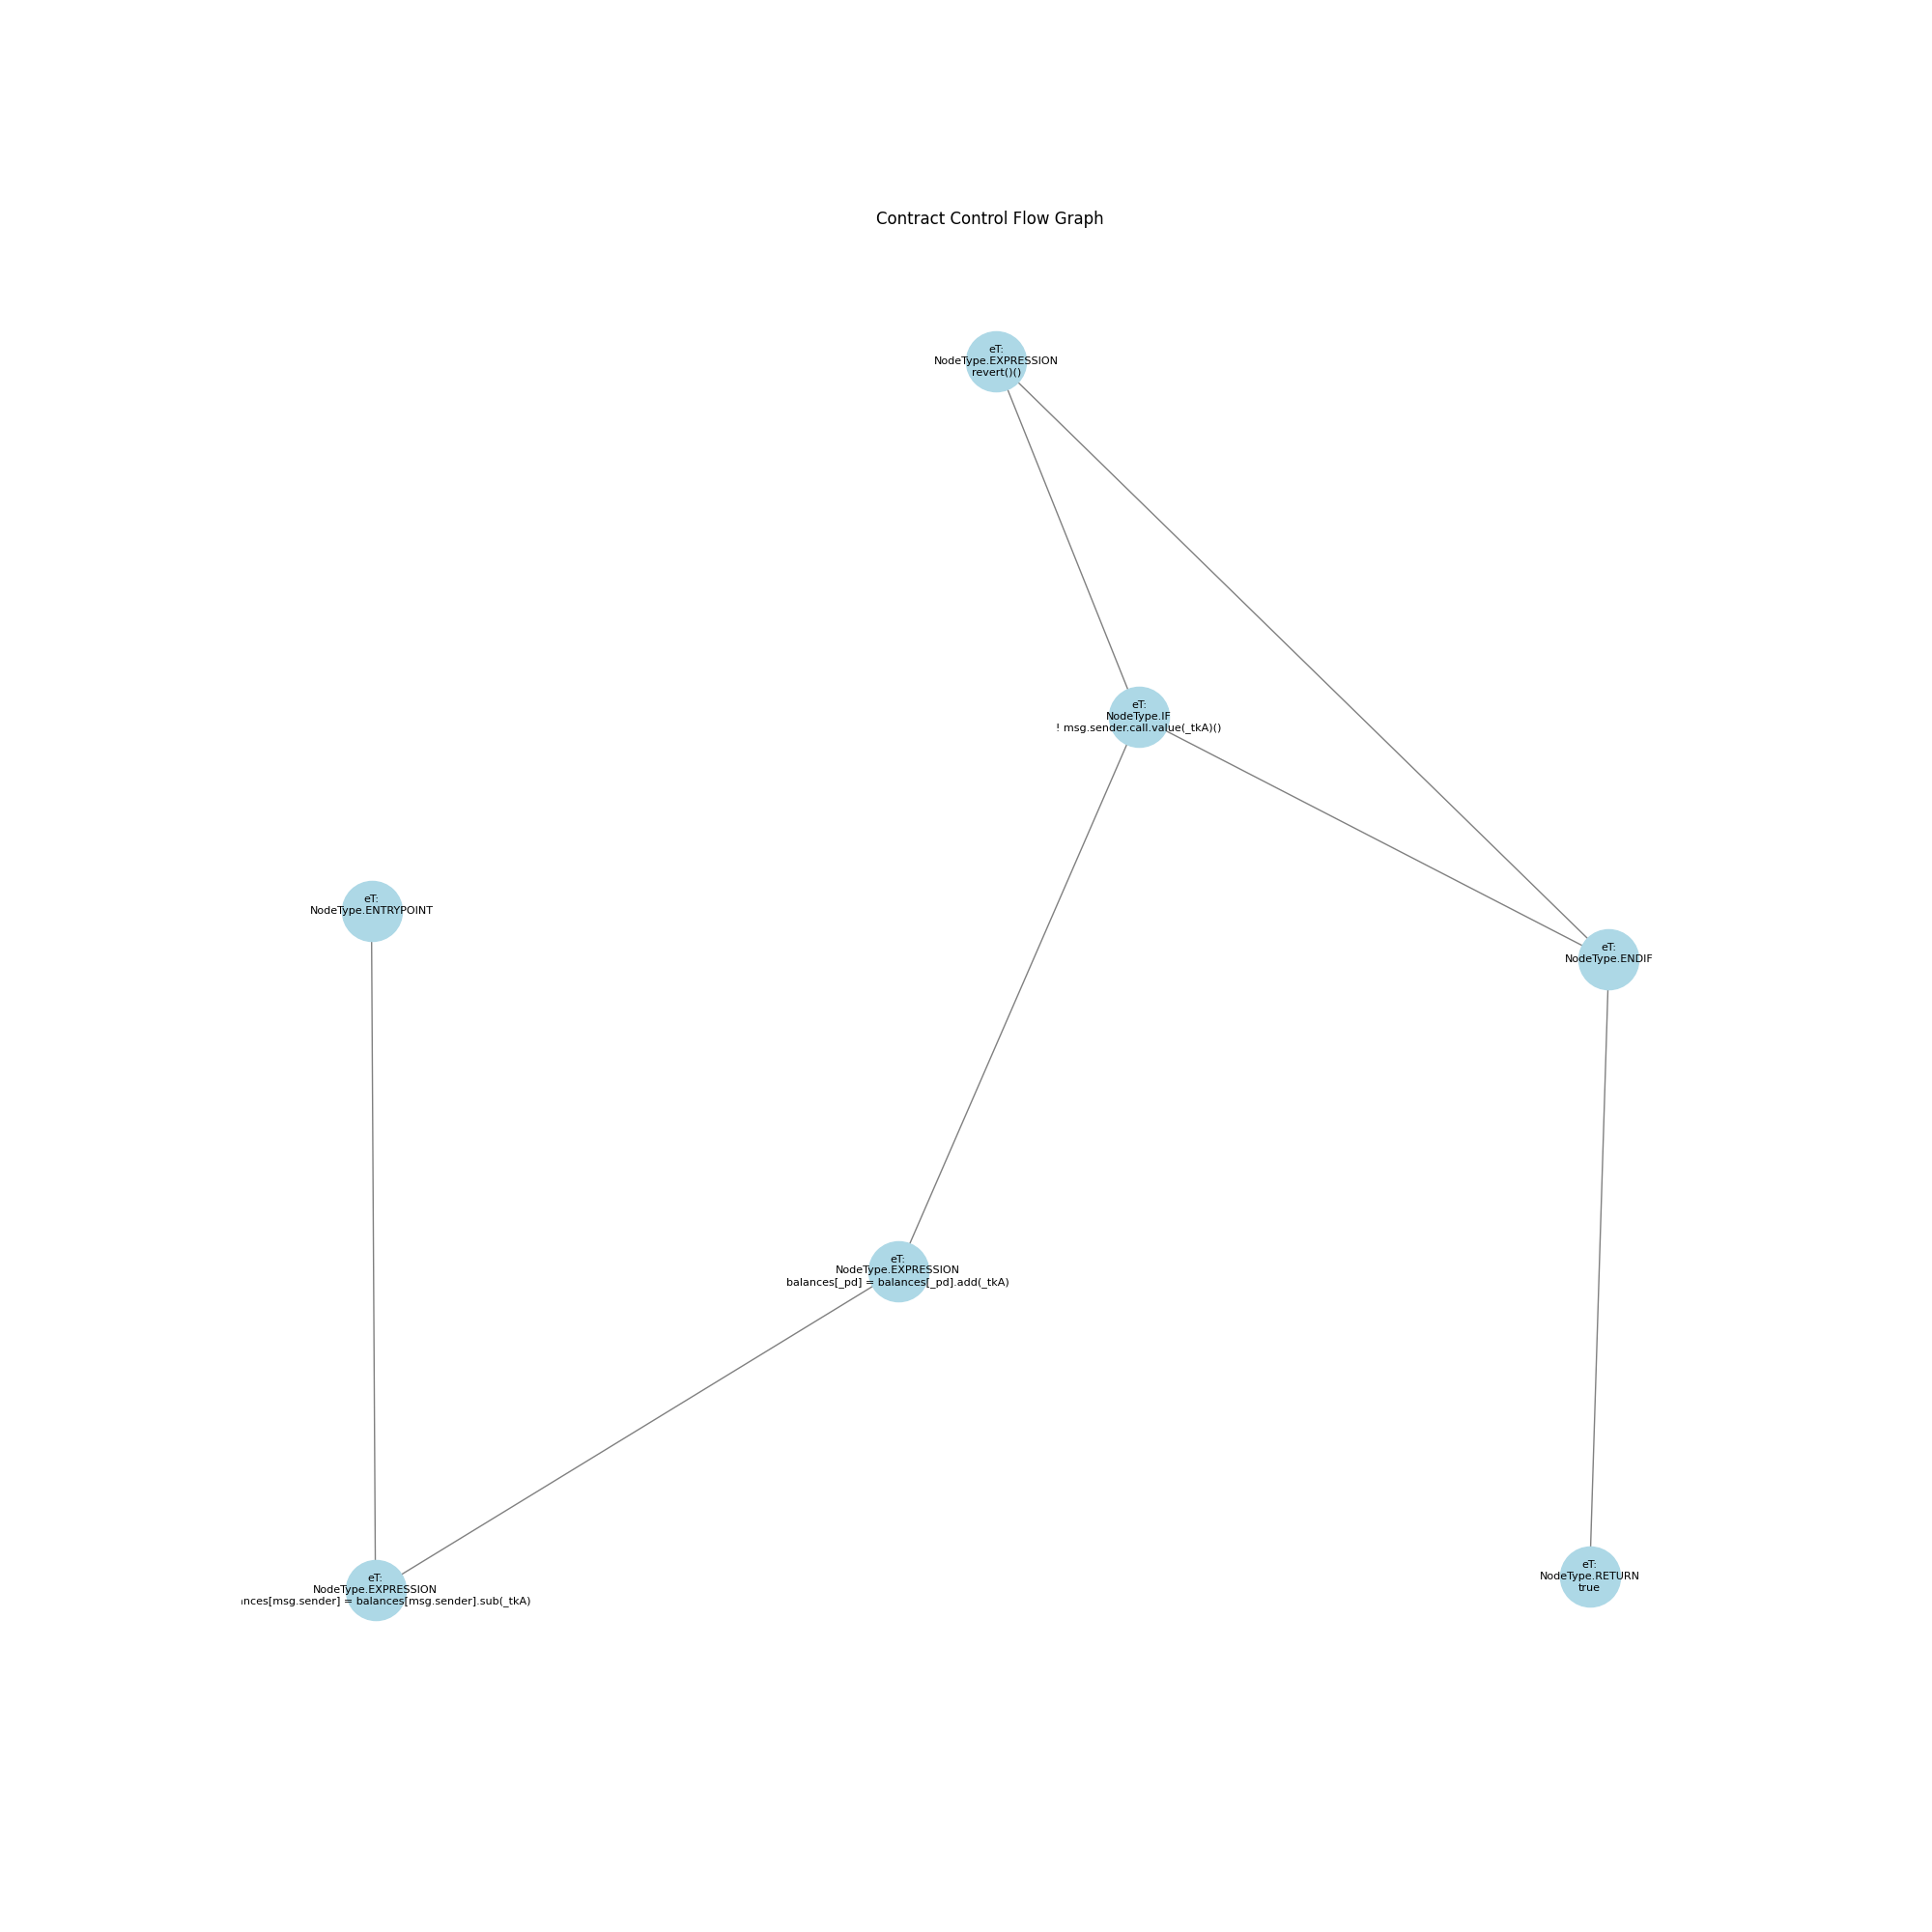 Contract Control Flow Graph
eT:
NodeType.EXPRESSION
revert()()
eT:
NodeType.IF
! msg.sender.call.value(_tkA)()
eT:
NodeType.ENTRYPOINT
eT:
NodeType.ENDIF
eT:
NodeType.EXPRESSION
balances[_pd] = balances[_pd].add(_tkA)
eT:
NodeType.EXPRESSION
nces[msg.sender] = balances[msg.sender].sub(_tkA)
eT:
NodeType.RETURN
true